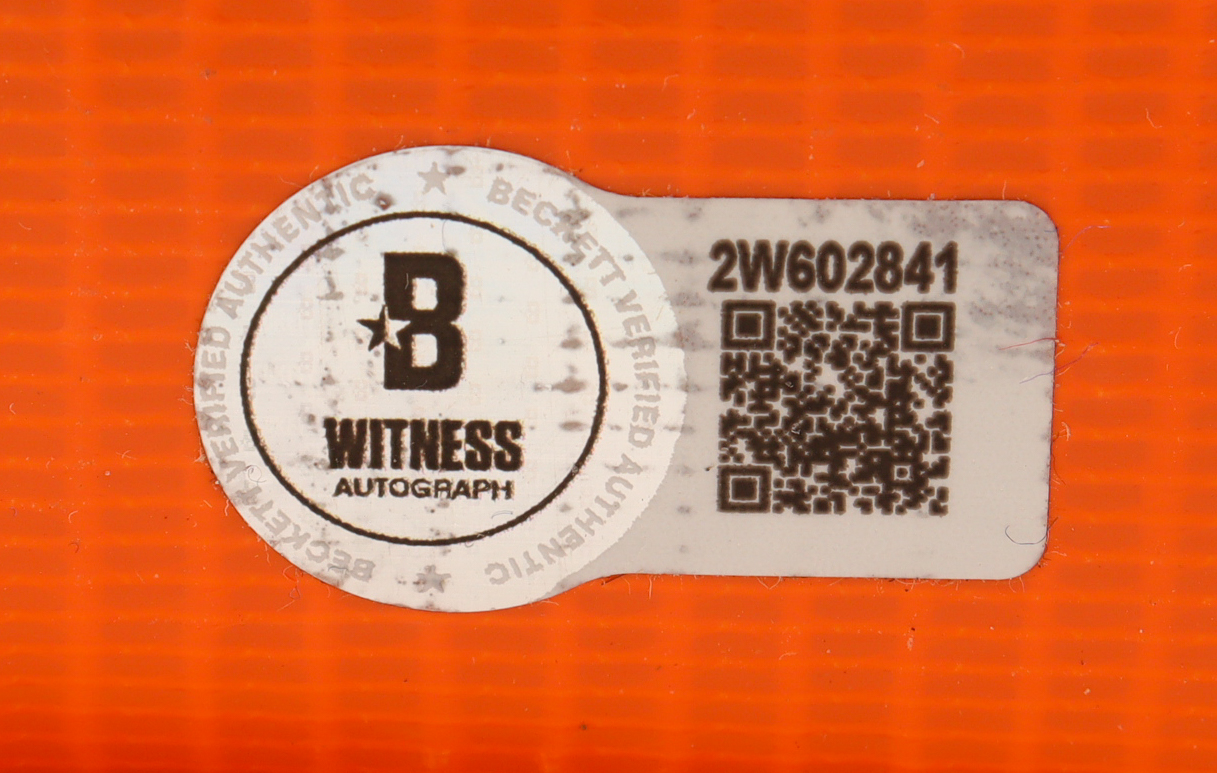 BECKETT VERIFIED AUTHENTIC
BECKETT VERIFIED AUTHENTIC
B
WITNESS
AUTOGRAPH
2W602841